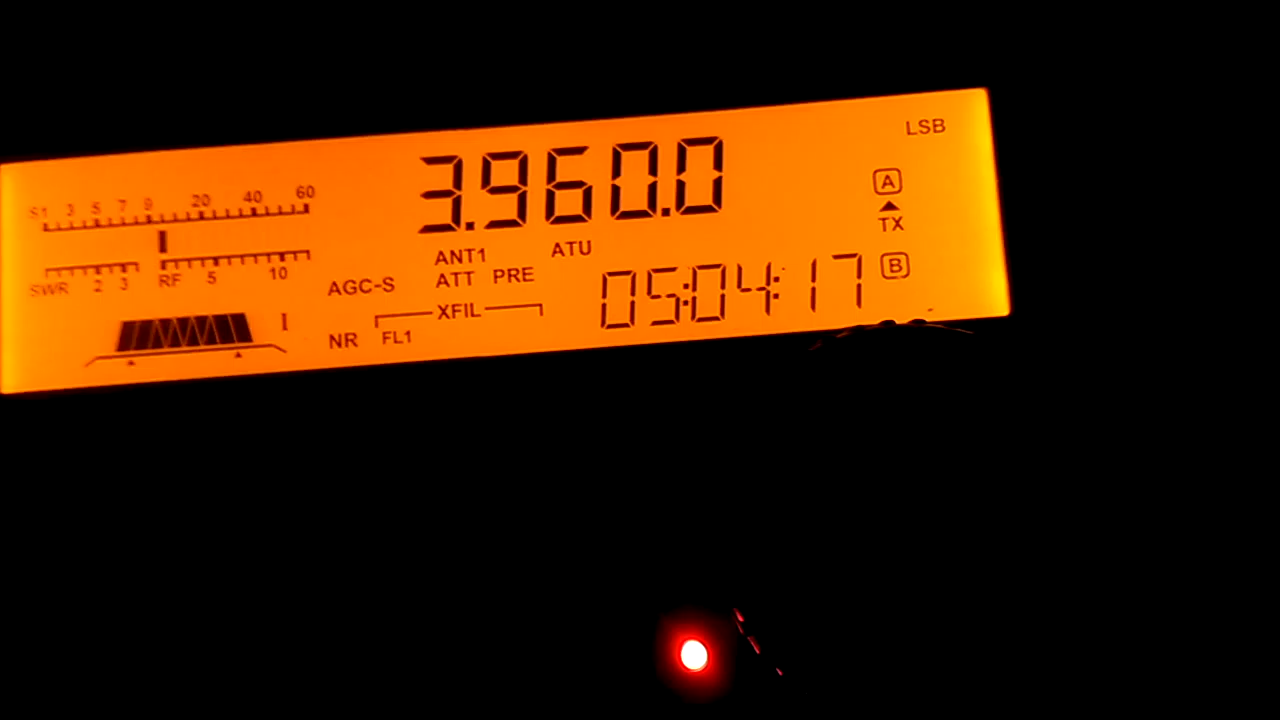 LSB
3.960.0
S1 3 5 7 9 20 40 60
A
TX
ANT1 ATU
SWR 2 3 RF 5 10
AGC-S ATT PRE
05:04:17 B
XFIL
NR FL1
I